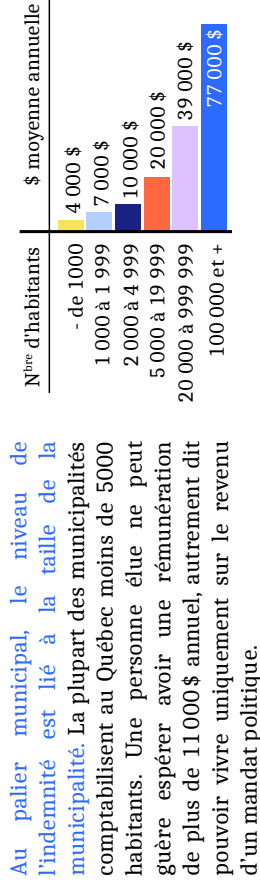 Au palier municipal, le niveau de
l'indemnité est lié à la taille de la
municipalité. La plupart des municipalités
comptabilisent au Québec moins de 5000
habitants. Une personne élue ne peut
guère espérer avoir une rémunération
de plus de 11000$ annuel, autrement dit
pouvoir vivre uniquement sur le revenu
d'un mandat politique.
Nbre d'habitants $ moyenne annuelle
- de 1000 4 000 $
1 000 à 1 999 7 000 $
2 000 à 4 999 10 000 $
5 000 à 19 999 20 000 $
20 000 à 999 999 39 000 $
100 000 et + 77 000 $